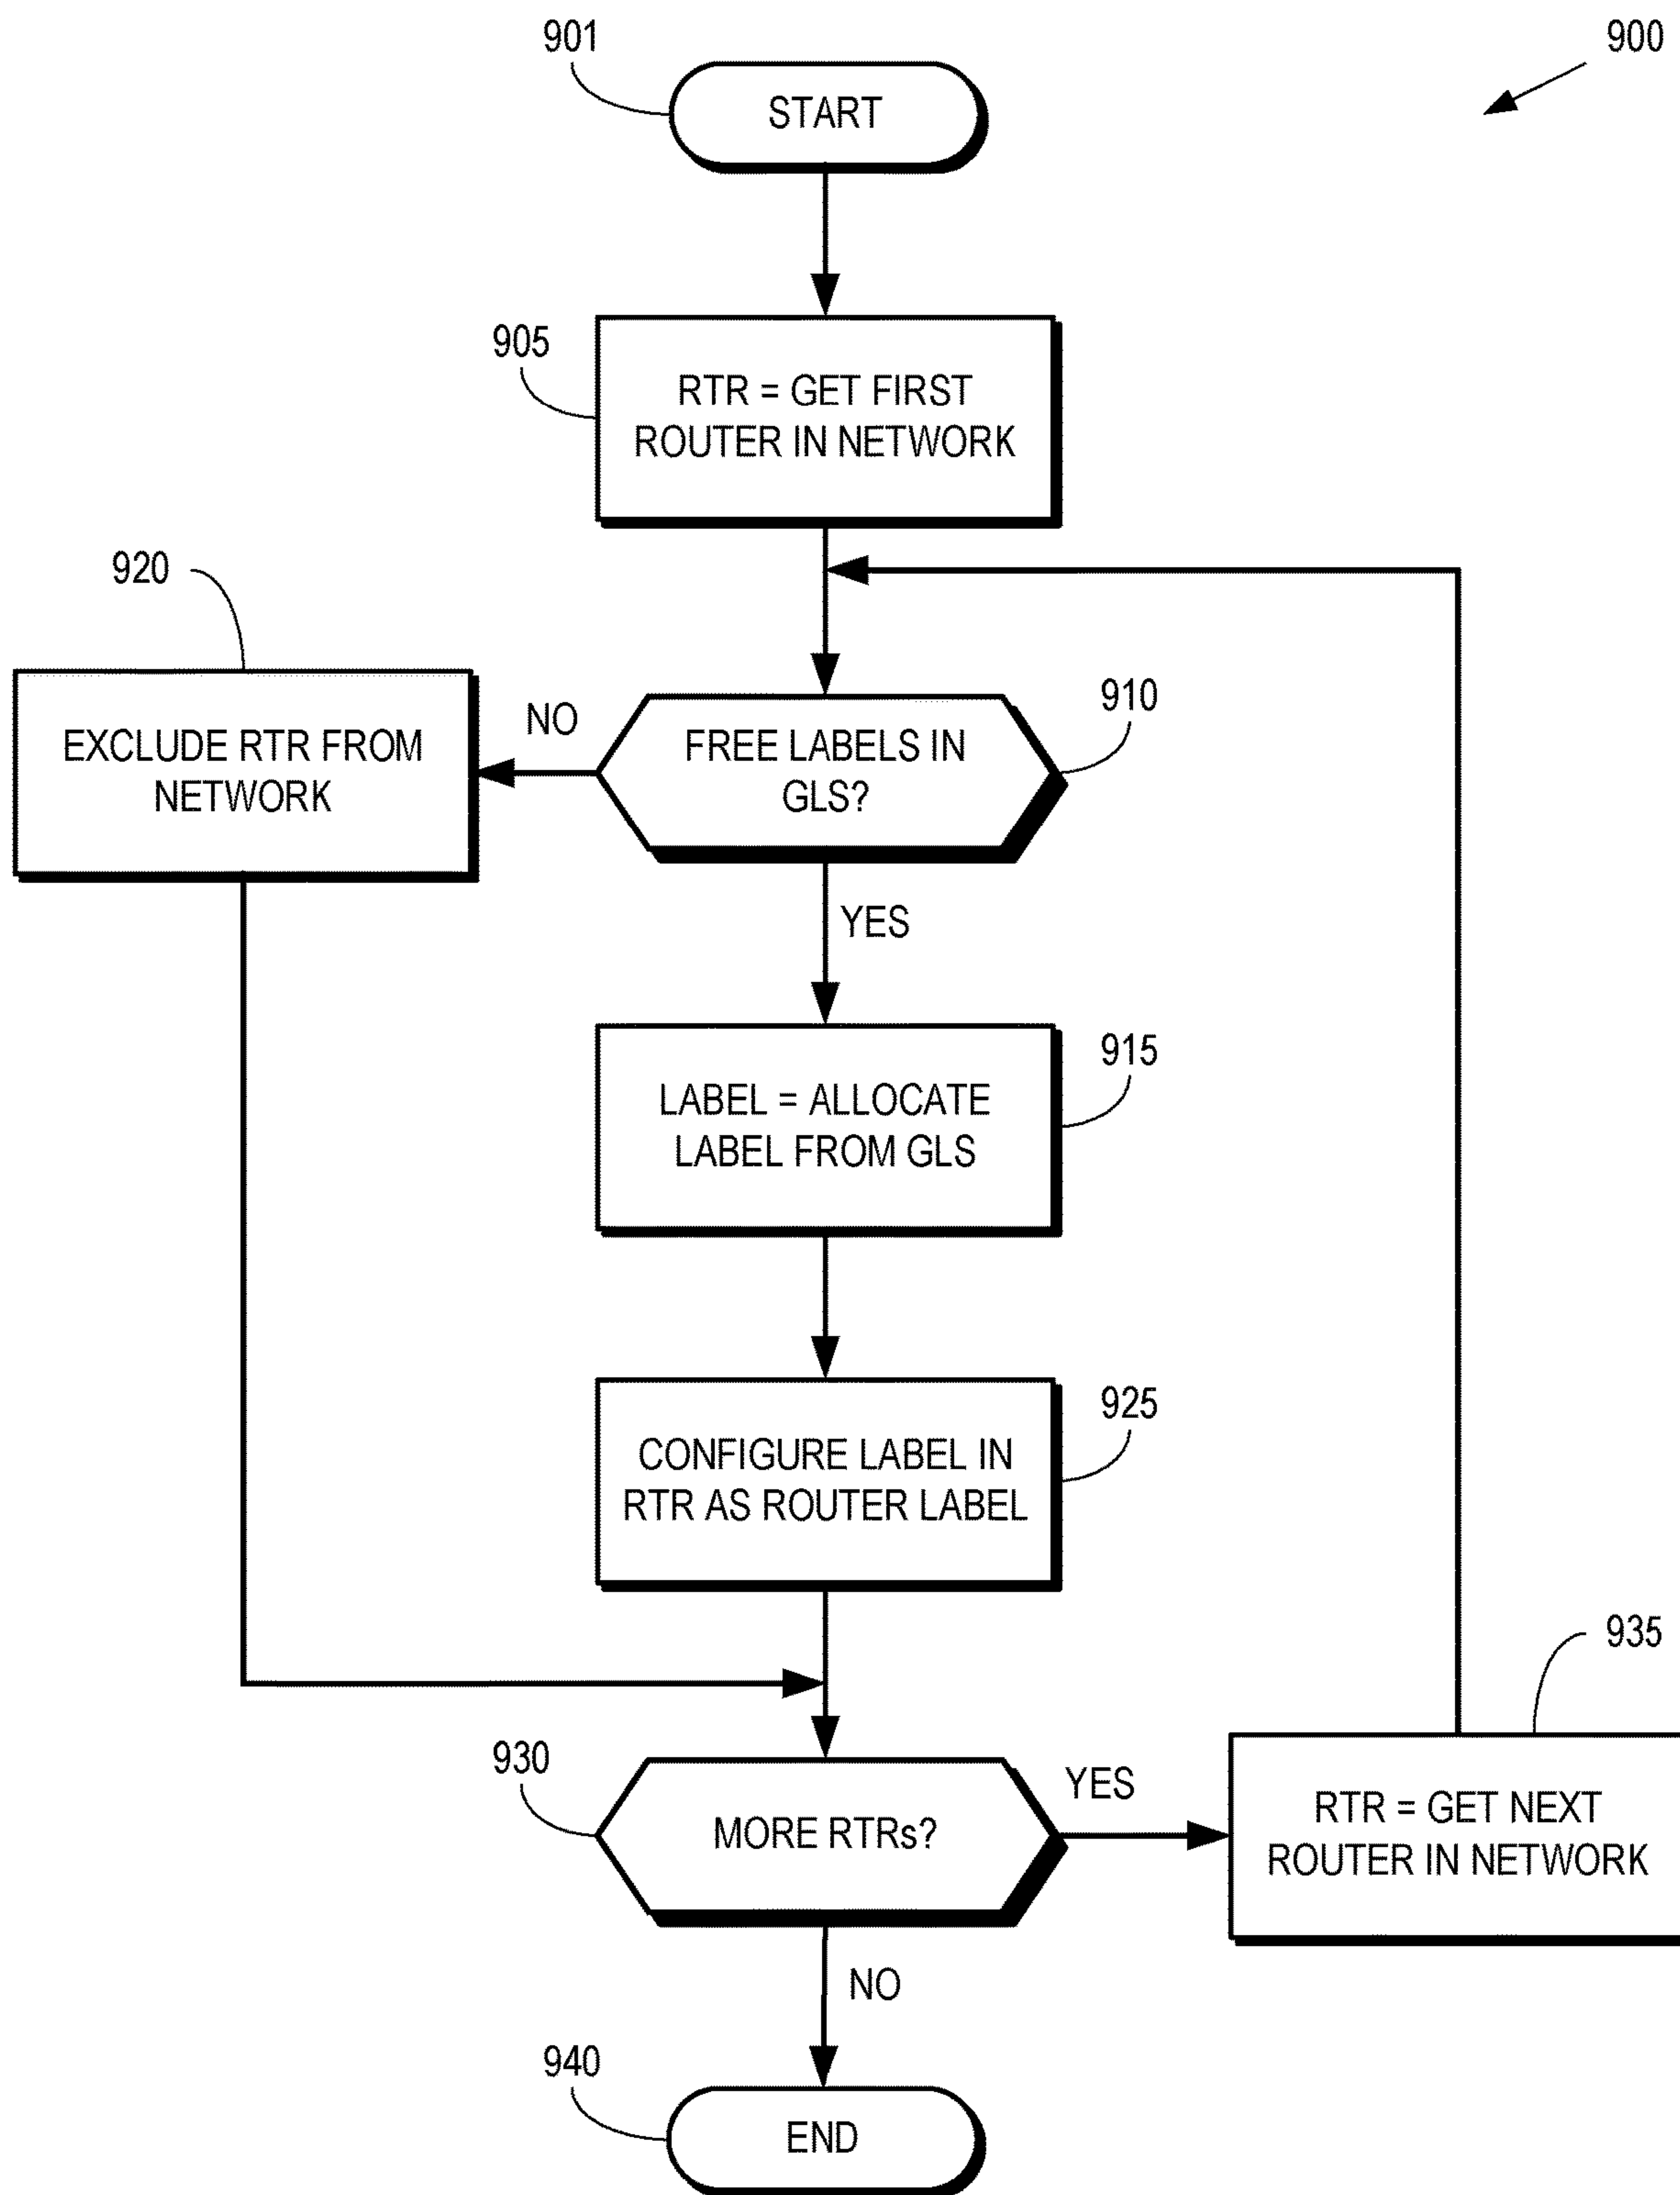 901
900
START
905
RTR = GET FIRST
ROUTER IN NETWORK
920
910
NO
FREE LABELS IN
GLS?
EXCLUDE RTR FROM
NETWORK
YES
915
LABEL = ALLOCATE
LABEL FROM GLS
925
CONFIGURE LABEL IN
RTR AS ROUTER LABEL
935
930
YES
MORE RTRs?
RTR = GET NEXT
ROUTER IN NETWORK
NO
940
END